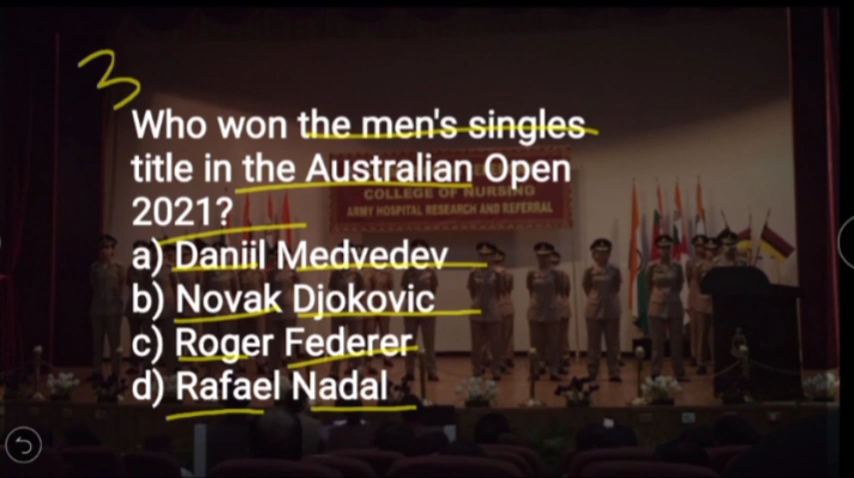 3
Who won the men's singles
title in the Australian Open
2021?
a) Daniil Medvedev
b) Novak Djokovic
c) Roger Federer
d) Rafael Nadal
COLLEGE OF NURSING
ARMY HOSPITAL RESEARCH AND REFERRAL